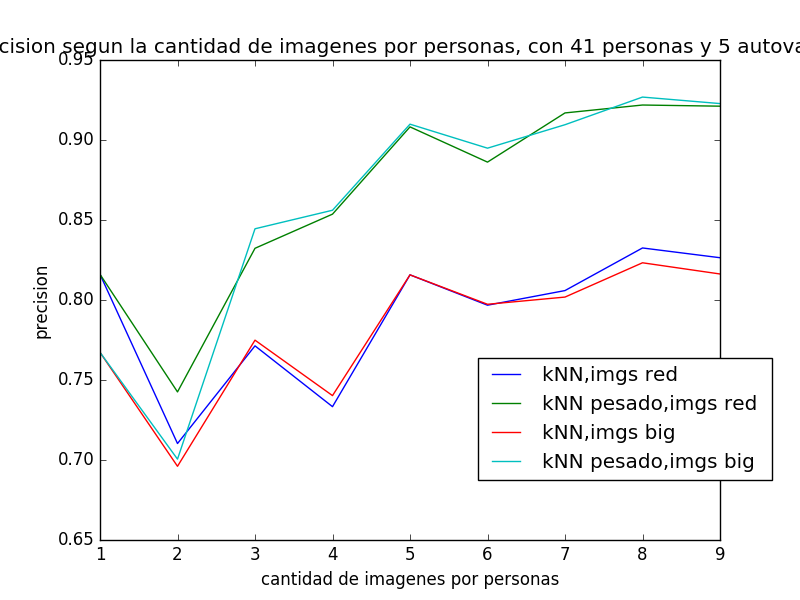 cision segun la cantidad de imagenes por personas, con 41 personas y 5 autova
0.95
0.90
0.85
0.80
0.75
0.70
0.65
precision
kNN,imgs red
kNN pesado,imgs red
kNN,imgs big
kNN pesado,imgs big
1 2 3 4 5 6 7 8 9
cantidad de imagenes por personas